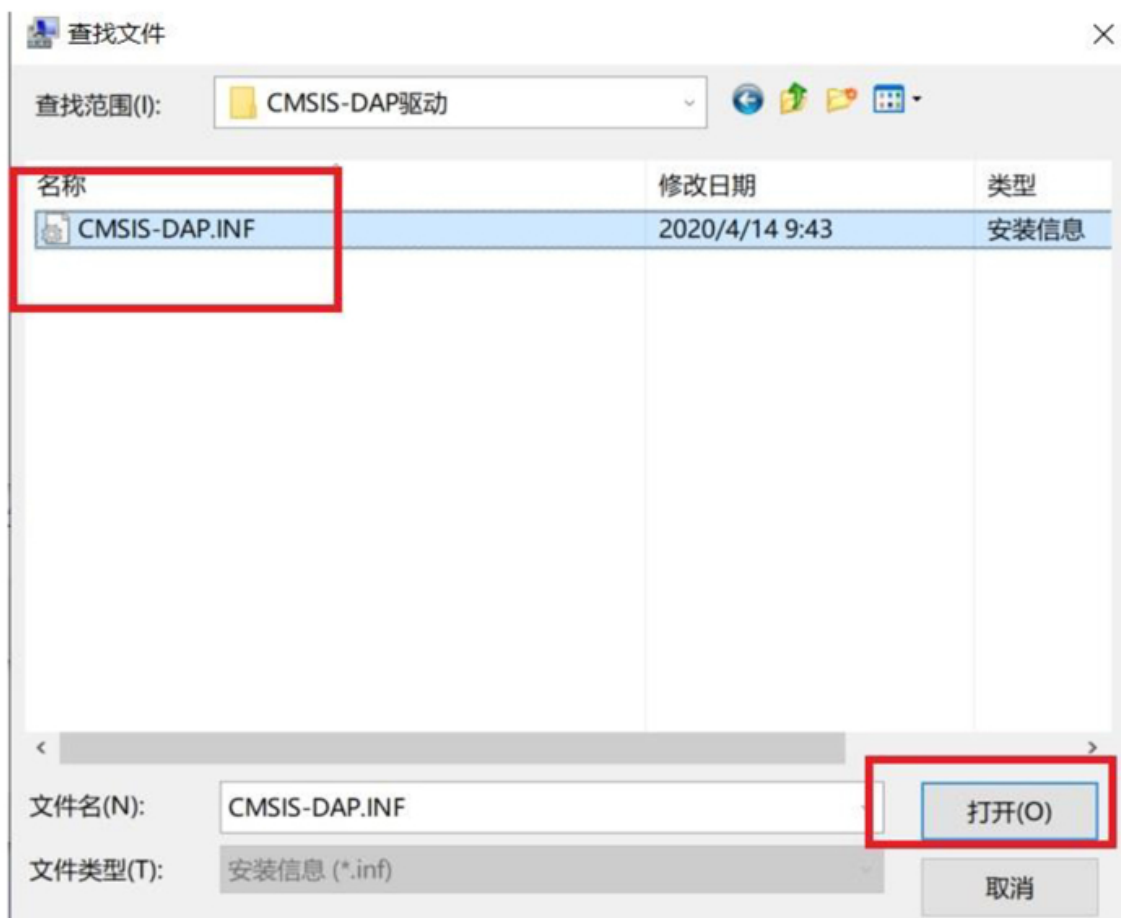 查找文件
查找范围(I): CMSIS-DAP驱动
名称 修改日期 类型
CMSIS-DAP.INF 2020/4/14 9:43 安装信息
文件名(N): CMSIS-DAP.INF 打开(O)
文件类型(T): 安装信息 (*.inf) 取消